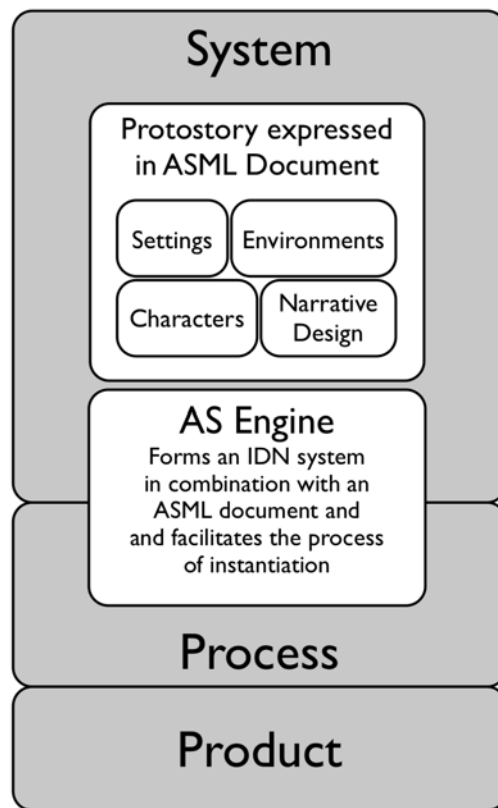 System
Protostory expressed
in ASML Document
Settings
Environments
Characters
Narrative
Design
AS Engine
Forms an IDN system
in combination with an
ASML document and
and facilitates the process
of instantiation
Process
Product